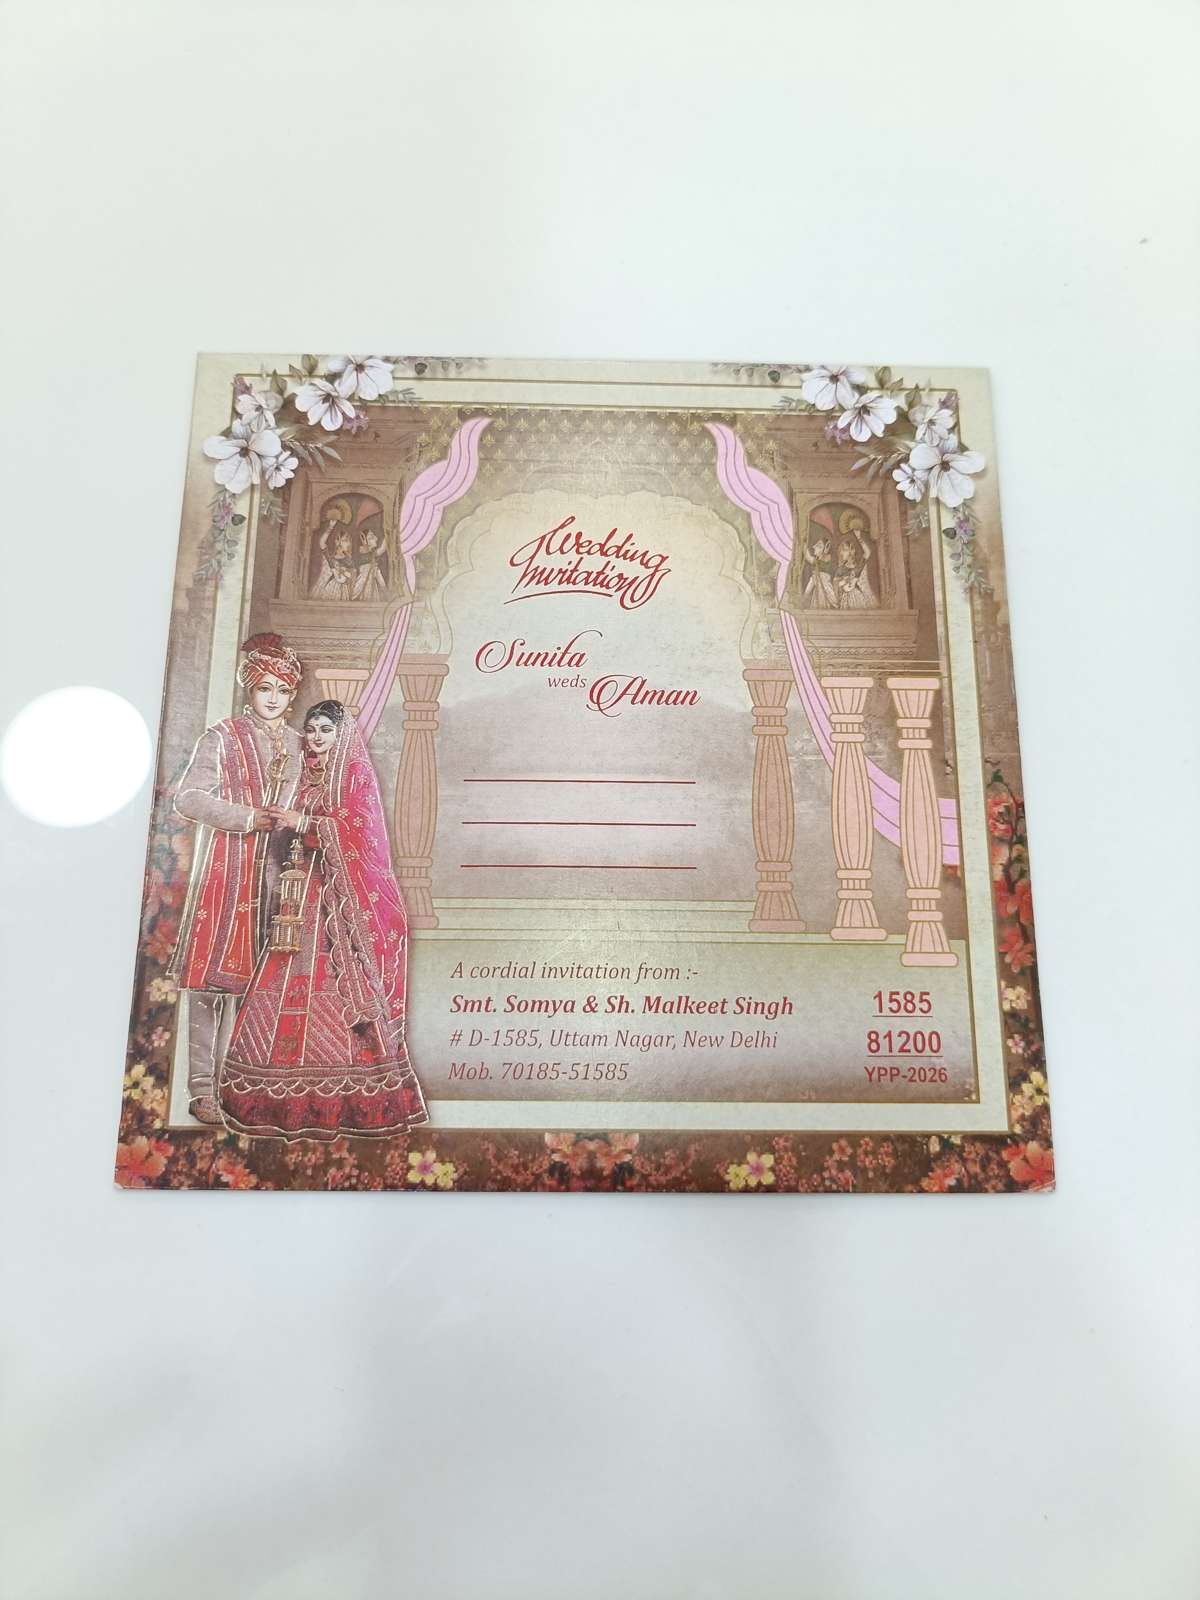 Wedding
Invitation
Sunita
weds
Aman
A cordial invitation from :-
Smt. Somya & Sh. Malkeet Singh
# D-1585, Uttam Nagar, New Delhi
Mob. 70185-51585
1585
81200
YPP-2026